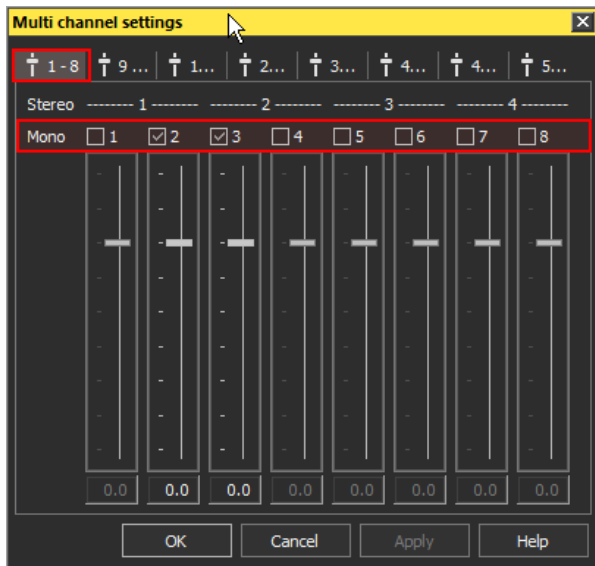 Multi channel settings
1 - 8 9 ... 1... 2... 3... 4... 4... 5...
Stereo -------- 1 -------- -------- 2 -------- -------- 3 -------- -------- 4 --------
Mono 1 2 3 4 5 6 7 8
0.0 0.0 0.0 0.0 0.0 0.0 0.0 0.0
OK Cancel Apply Help